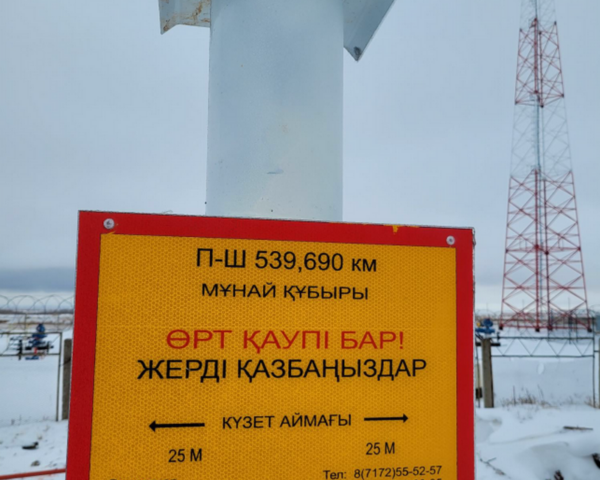 П-Ш 539,690 км
МҰНАЙ ҚҰБЫРЫ
ӨРТ ҚАУПІ БАР!
ЖЕРДІ ҚАЗБАҢЫЗДАР
КҮЗЕТ АЙМАҒЫ
25 М 25 М
Тел: 8(7172)55-52-57